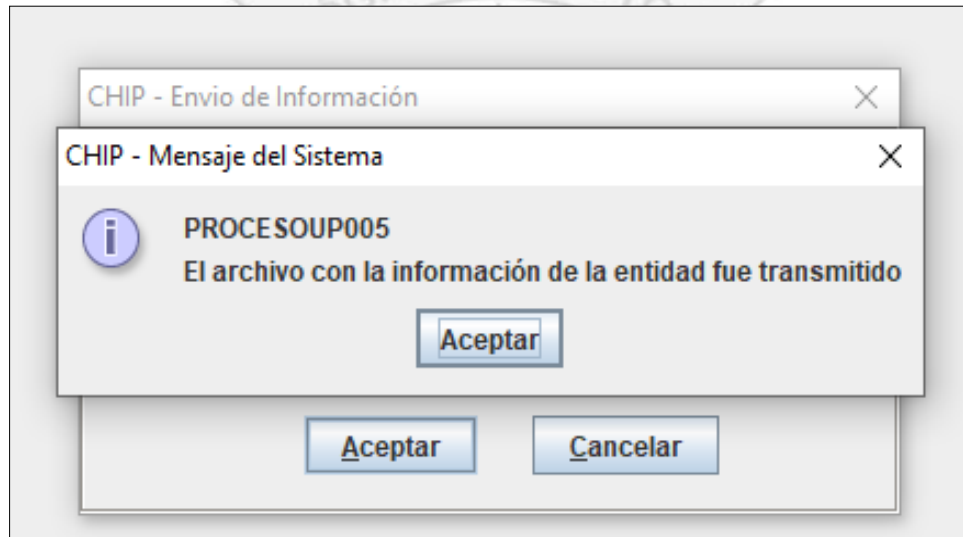 CHIP - Envio de Información
CHIP - Mensaje del Sistema
PROCESOUP005
El archivo con la información de la entidad fue transmitido
Aceptar
Aceptar
Cancelar